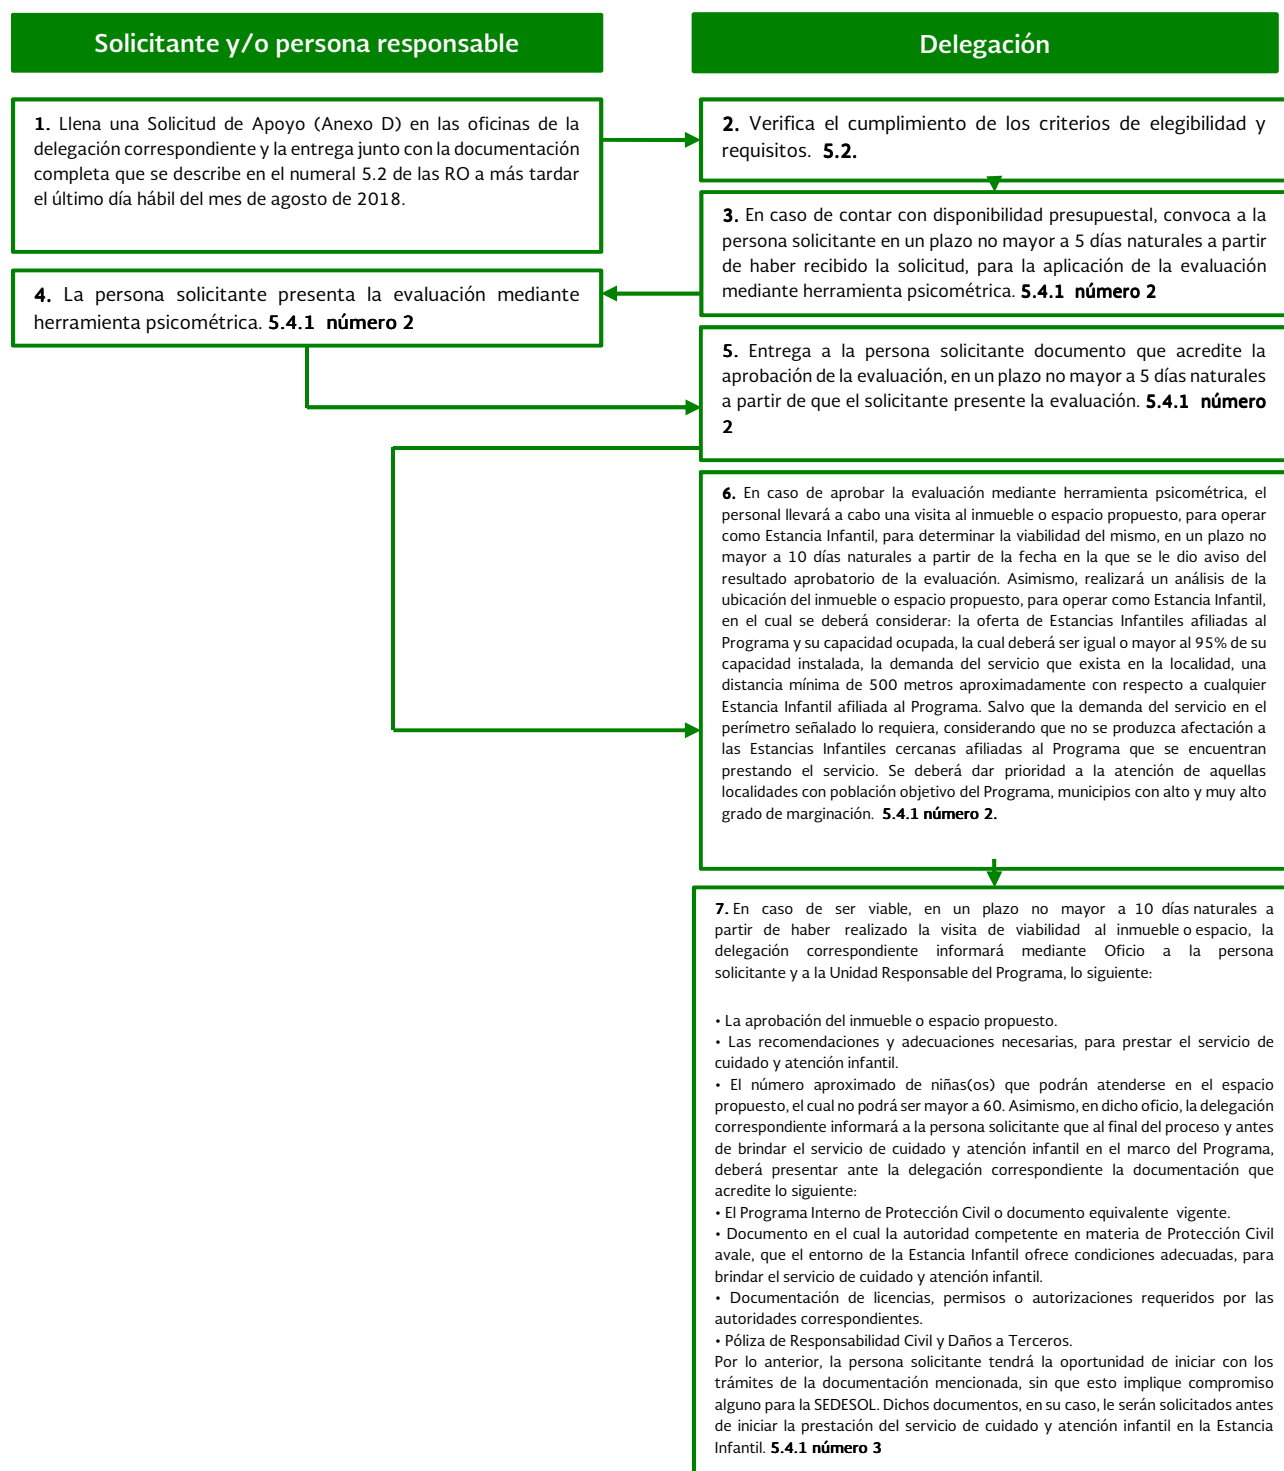 Solicitante y/o persona responsable
Delegación
1. Llena una Solicitud de Apoyo (Anexo D) en las oficinas de la
delegación correspondiente y la entrega junto con la documentación
completa que se describe en el numeral 5.2 de las RO a más tardar
el último día hábil del mes de agosto de 2018.
2. Verifica el cumplimiento de los criterios de elegibilidad y
requisitos. 5.2.
3. En caso de contar con disponibilidad presupuestal, convoca a la
persona solicitante en un plazo no mayor a 5 días naturales a partir
de haber recibido la solicitud, para la aplicación de la evaluación
mediante herramienta psicométrica. 5.4.1 número 2
4. La persona solicitante presenta la evaluación mediante
herramienta psicométrica. 5.4.1 número 2
5. Entrega a la persona solicitante documento que acredite la
aprobación de la evaluación, en un plazo no mayor a 5 días naturales
a partir de que el solicitante presente la evaluación. 5.4.1 número
2
6. En caso de aprobar la evaluación mediante herramienta psicométrica, el
personal llevará a cabo una visita al inmueble o espacio propuesto, para operar
como Estancia Infantil, para determinar la viabilidad del mismo, en un plazo no
mayor a 10 días naturales a partir de la fecha en la que se le dio aviso del
resultado aprobatorio de la evaluación. Asimismo, realizará un análisis de la
ubicación del inmueble o espacio propuesto, para operar como Estancia Infantil,
en el cual se deberá considerar: la oferta de Estancias Infantiles afiliadas al
Programa y su capacidad ocupada, la cual deberá ser igual o mayor al 95% de su
capacidad instalada, la demanda del servicio que exista en la localidad, una
distancia mínima de 500 metros aproximadamente con respecto a cualquier
Estancia Infantil afiliada al Programa. Salvo que la demanda del servicio en el
perímetro señalado lo requiera, considerando que no se produzca afectación a
las Estancias Infantiles cercanas afiliadas al Programa que se encuentran
prestando el servicio. Se deberá dar prioridad a la atención de aquellas
localidades con población objetivo del Programa, municipios con alto y muy alto
grado de marginación. 5.4.1 número 2.
7. En caso de ser viable, en un plazo no mayor a 10 días naturales a
partir de haber realizado la visita de viabilidad al inmueble o espacio, la
delegación correspondiente informará mediante Oficio a la persona
solicitante y a la Unidad Responsable del Programa, lo siguiente:
• La aprobación del inmueble o espacio propuesto.
• Las recomendaciones y adecuaciones necesarias, para prestar el servicio de
cuidado y atención infantil.
• El número aproximado de niñas(os) que podrán atenderse en el espacio
propuesto, el cual no podrá ser mayor a 60. Asimismo, en dicho oficio, la delegación
correspondiente informará a la persona solicitante que al final del proceso y antes
de brindar el servicio de cuidado y atención infantil en el marco del Programa,
deberá presentar ante la delegación correspondiente la documentación que
acredite lo siguiente:
• El Programa Interno de Protección Civil o documento equivalente vigente.
• Documento en el cual la autoridad competente en materia de Protección Civil
avale, que el entorno de la Estancia Infantil ofrece condiciones adecuadas, para
brindar el servicio de cuidado y atención infantil.
• Documentación de licencias, permisos o autorizaciones requeridos por las
autoridades correspondientes.
• Póliza de Responsabilidad Civil y Daños a Terceros.
Por lo anterior, la persona solicitante tendrá la oportunidad de iniciar con los
trámites de la documentación mencionada, sin que esto implique compromiso
alguno para la SEDESOL. Dichos documentos, en su caso, le serán solicitados antes
de iniciar la prestación del servicio de cuidado y atención infantil en la Estancia
Infantil. 5.4.1 número 3